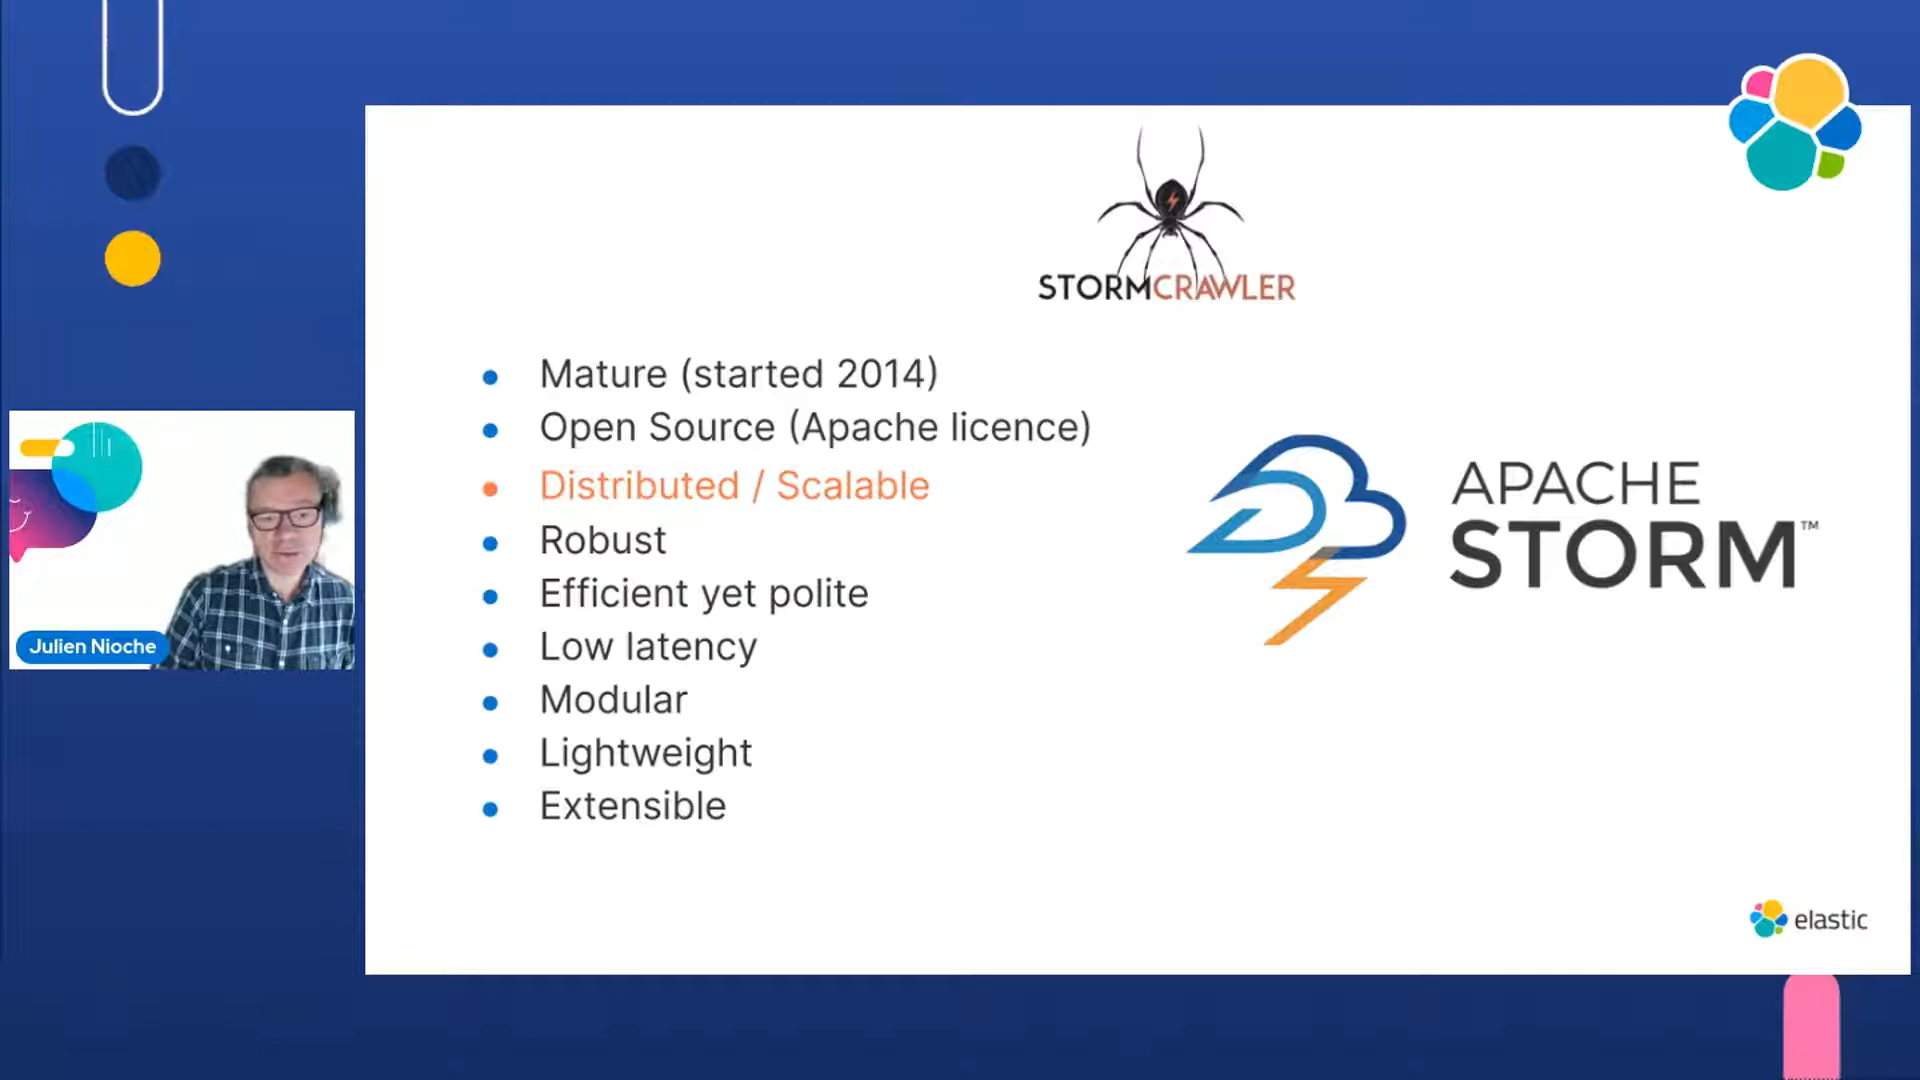 STORMCRAWLER
Mature (started 2014)
Open Source (Apache licence)
Distributed / Scalable
Robust
Efficient yet polite
Low latency
Modular
Lightweight
Extensible
APACHE
STORM™
Julien Nioche
elastic